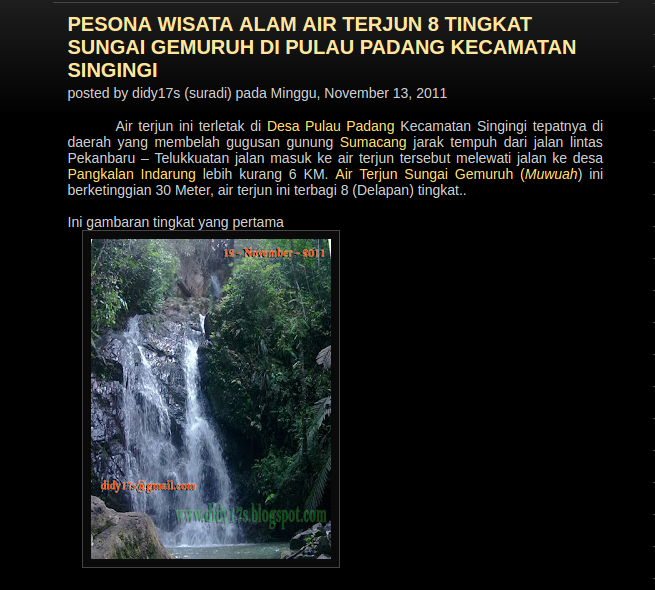 PESONA WISATA ALAM AIR TERJUN 8 TINGKAT
SUNGAI GEMURUH DI PULAU PADANG KECAMATAN
SINGINGI
posted by didy17s (suradi) pada Minggu, November 13, 2011
Air terjun ini terletak di Desa Pulau Padang Kecamatan Singingi tepatnya di
daerah yang membelah gugusan gunung Sumacang jarak tempuh dari jalan lintas
Pekanbaru – Telukkuatan jalan masuk ke air terjun tersebut melewati jalan ke desa
Pangkalan Indarung lebih kurang 6 KM. Air Terjun Sungai Gemuruh (Muwuah) ini
berketinggian 30 Meter, air terjun ini terbagi 8 (Delapan) tingkat..
Ini gambaran tingkat yang pertama
12 - November - 2011
didy17s@gmail.com
www.didy17s.blogspot.com